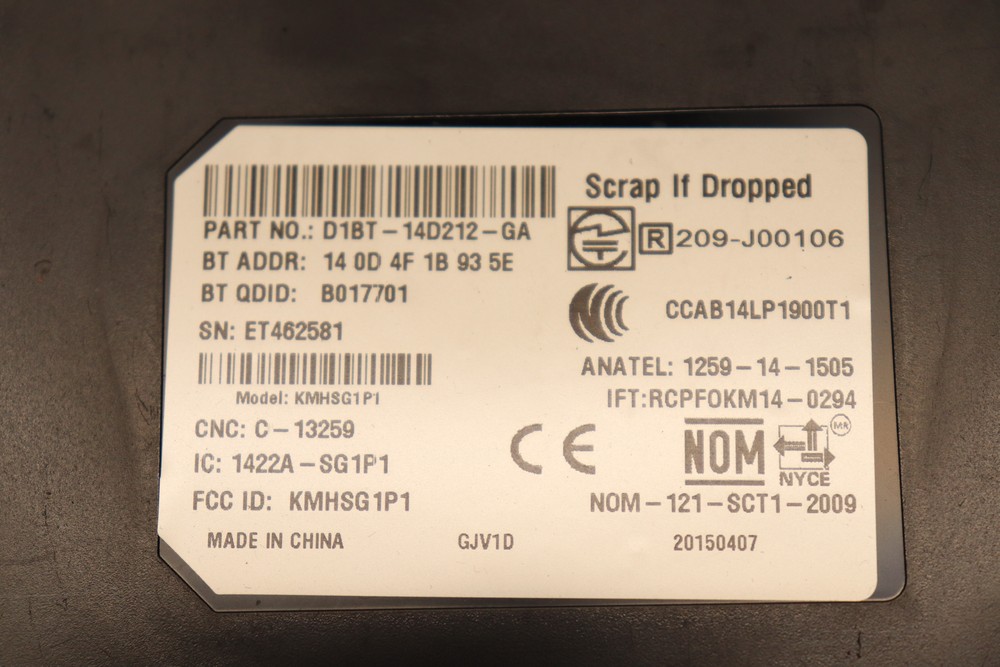 Scrap If Dropped
PART NO.: D1BT-14D212-GA
R 209-J00106
BT ADDR: 14 0D 4F 1B 93 5E
BT QDID: B017701
CCAB14LP1900T1
SN: ET462581
ANATEL: 1259-14-1505
Model: KMHSG1P1
IFT:RCPFOKM14-0294
CNC: C-13259
CE
NOM
MR
NYCE
IC: 1422A-SG1P1
FCC ID: KMHSG1P1
NOM-121-SCT1-2009
MADE IN CHINA
GJV1D
20150407